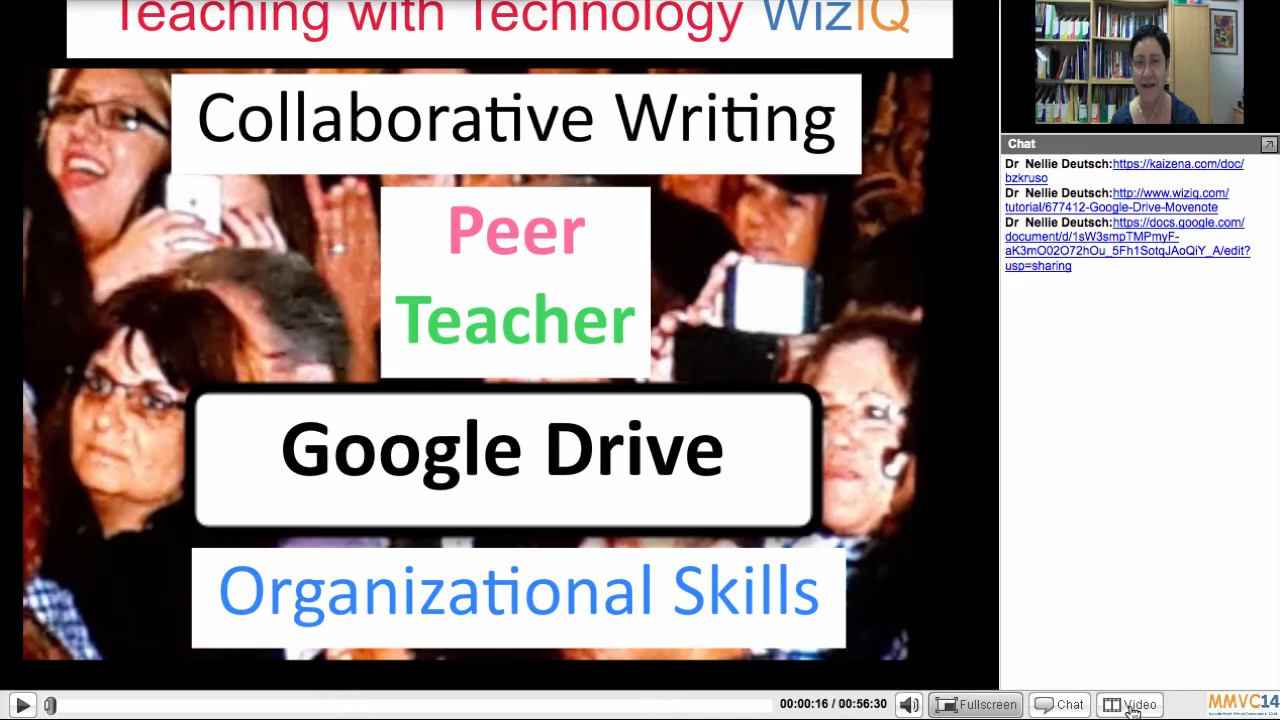 Teaching with Technology WizIQ
Collaborative Writing
Peer
Teacher
Google Drive
Organizational Skills
Chat
Dr Nellie Deutsch:https://kaizena.com/doc/
bzkruso
Dr Nellie Deutsch:http://www.wiziq.com/
tutorial/677412-Google-Drive-Movenote
Dr Nellie Deutsch:https://docs.google.com/
document/d/1sW3smpTMPmyF-
aK3mO02O72hOu_5Fh1SotqJAoQiY_A/edit?
usp=sharing
00:00:16 / 00:56:30
Fullscreen
Chat
Video
MMVC14